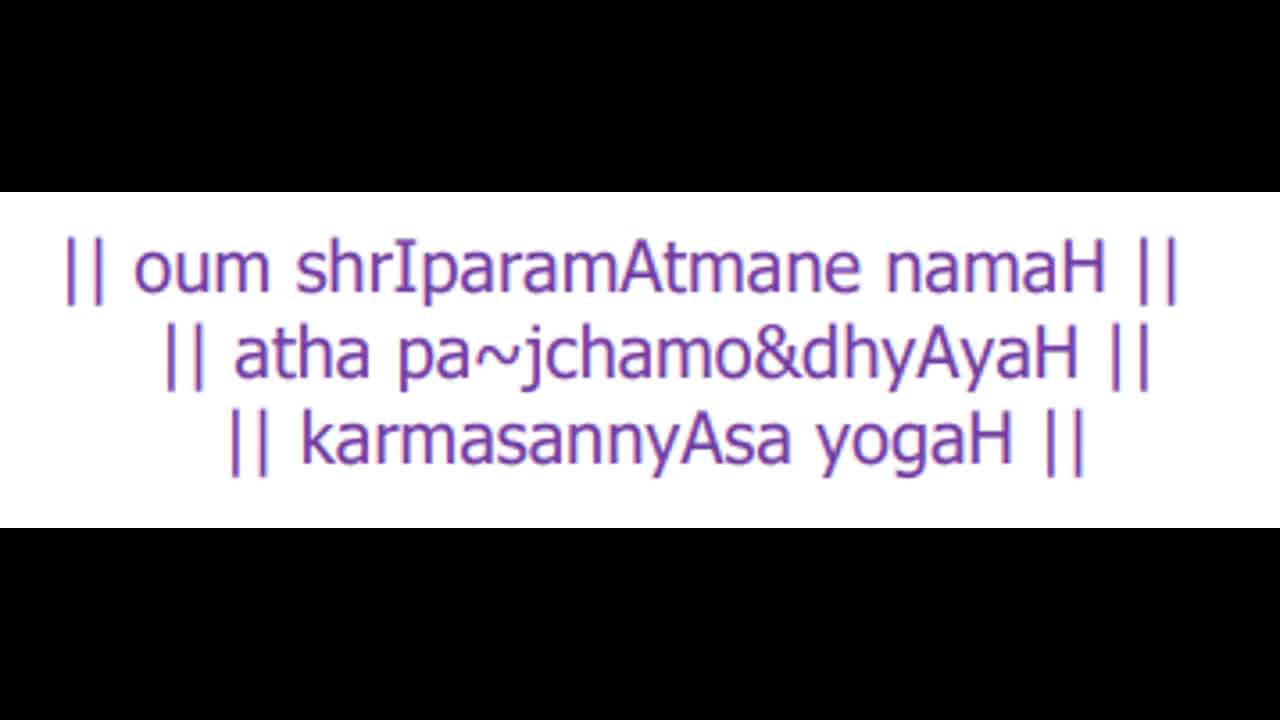 || oum shrIparamAtmane namaH ||
|| atha pa~jchamo&dhyAyaH ||
|| karmasannyAsa yogaH ||